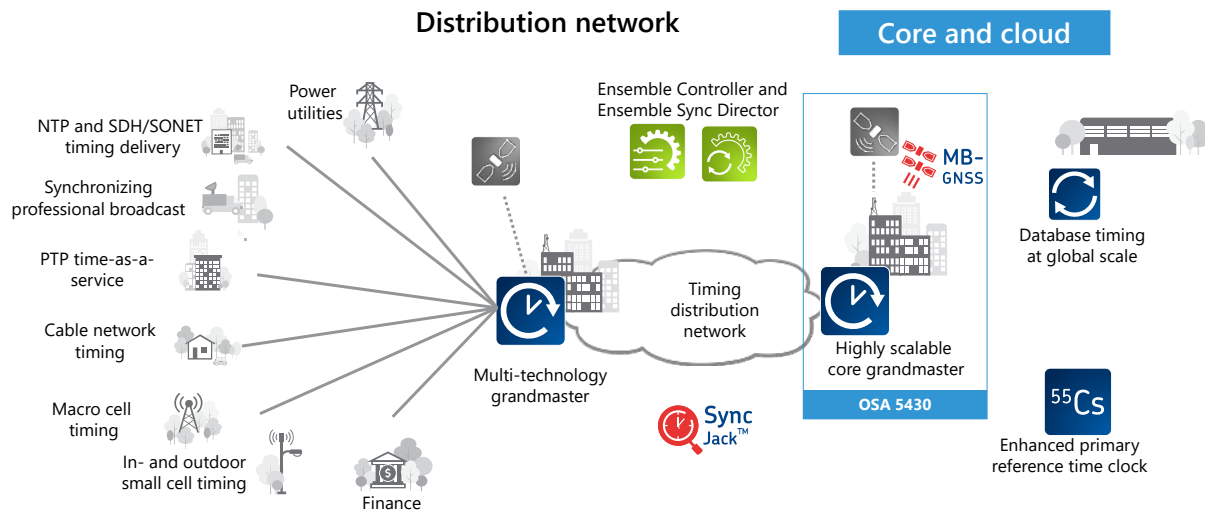 Distribution network
Core and cloud
Power
utilities
NTP and SDH/SONET
timing delivery
Synchronizing
professional broadcast
PTP time-as-a-
service
Cable network
timing
Macro cell
timing
In- and outdoor
small cell timing
$
Finance
Multi-technology
grandmaster
Ensemble Controller and
Ensemble Sync Director
Timing
distribution
network
Sync
Jack™
MB-
GNSS
Highly scalable
core grandmaster
OSA 5430
Database timing
at global scale
55Cs
Enhanced primary
reference time clock